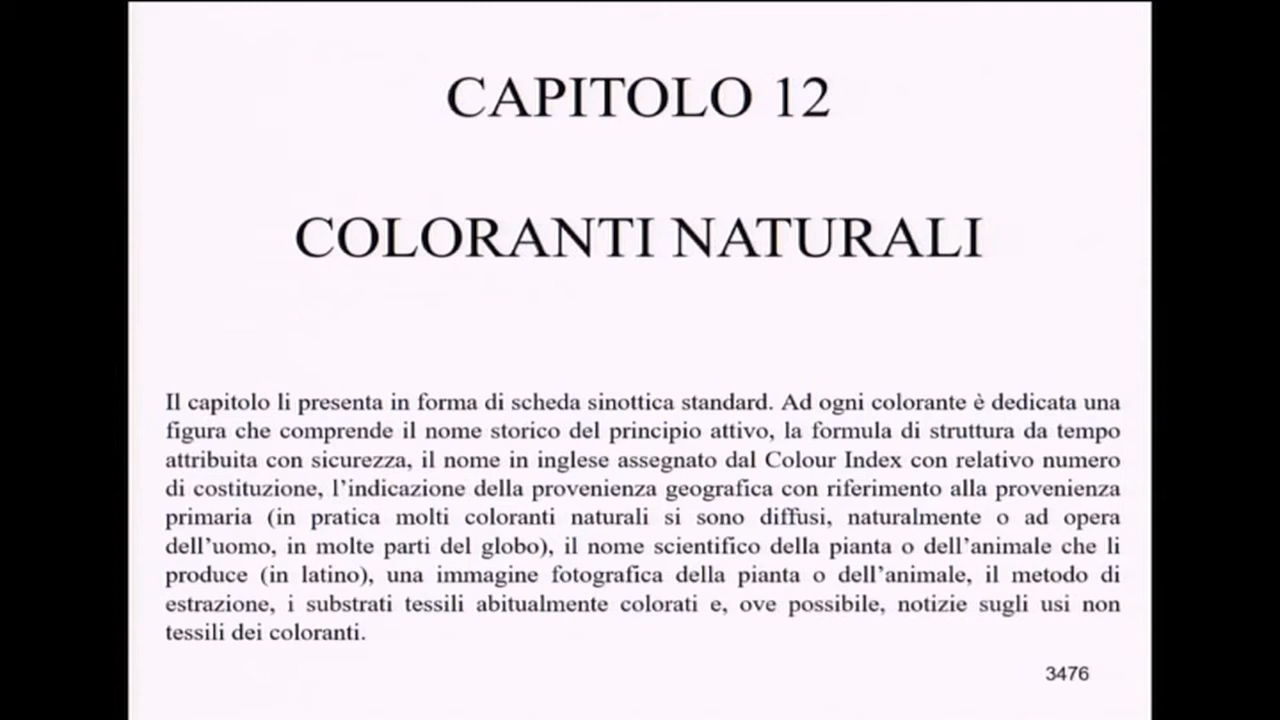 CAPITOLO 12
COLORANTI NATURALI
Il capitolo li presenta in forma di scheda sinottica standard. Ad ogni colorante è dedicata una
figura che comprende il nome storico del principio attivo, la formula di struttura da tempo
attribuita con sicurezza, il nome in inglese assegnato dal Colour Index con relativo numero
di costituzione, l’indicazione della provenienza geografica con riferimento alla provenienza
primaria (in pratica molti coloranti naturali si sono diffusi, naturalmente o ad opera
dell’uomo, in molte parti del globo), il nome scientifico della pianta o dell’animale che li
produce (in latino), una immagine fotografica della pianta o dell’animale, il metodo di
estrazione, i substrati tessili abitualmente colorati e, ove possibile, notizie sugli usi non
tessili dei coloranti.
3476